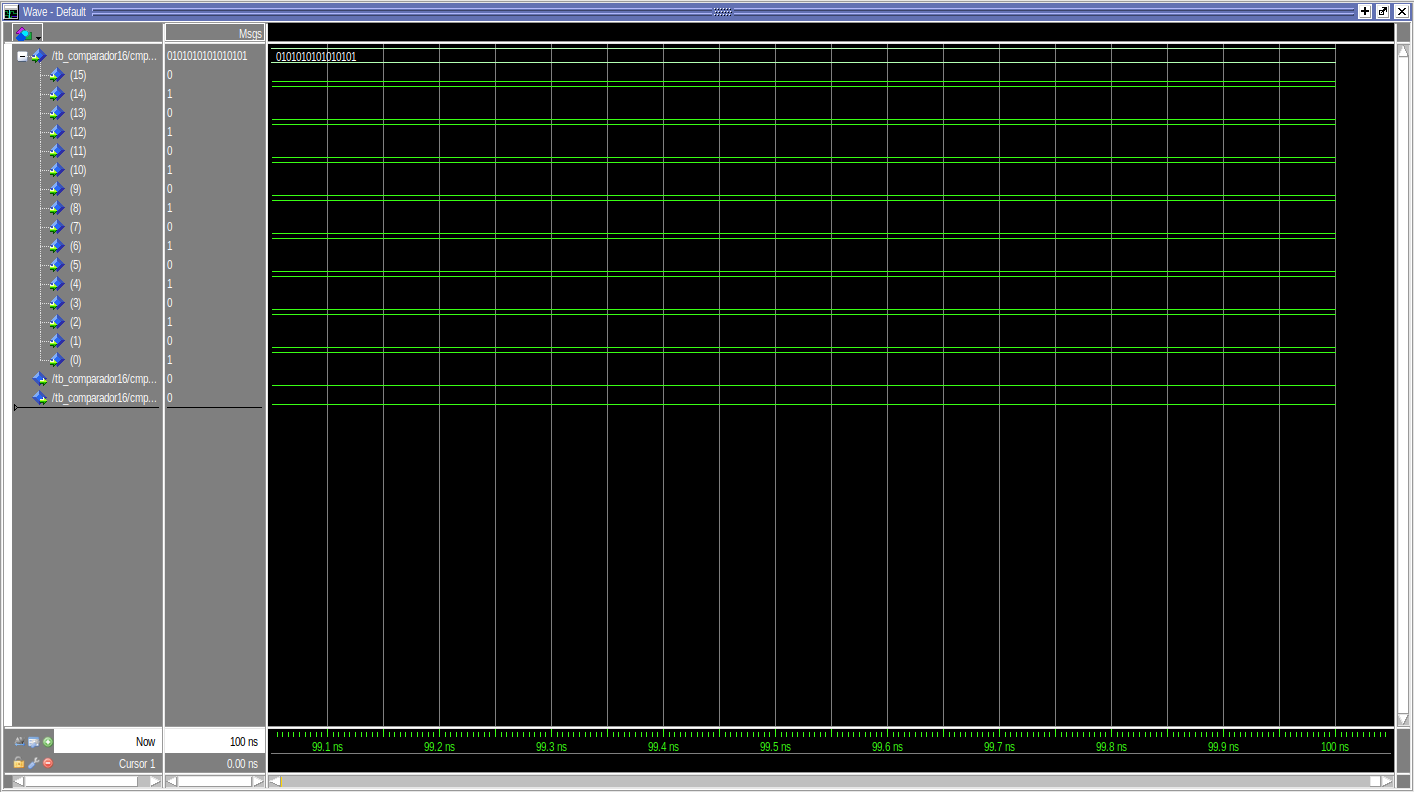 Wave - Default
Msgs
/tb_comparador16/cmp... 0101010101010101 0101010101010101
(15) 0
(14) 1
(13) 0
(12) 1
(11) 0
(10) 1
(9) 0
(8) 1
(7) 0
(6) 1
(5) 0
(4) 1
(3) 0
(2) 1
(1) 0
(0) 1
/tb_comparador16/cmp... 0
/tb_comparador16/cmp... 0
Now 100 ns
99.1 ns 99.2 ns 99.3 ns 99.4 ns 99.5 ns 99.6 ns 99.7 ns 99.8 ns 99.9 ns 100 ns
Cursor 1 0.00 ns